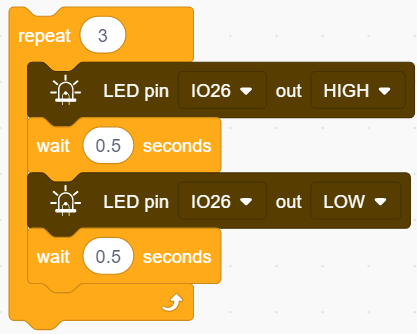 repeat 3
LED pin IO26 out HIGH
wait 0.5 seconds
LED pin IO26 out LOW
wait 0.5 seconds